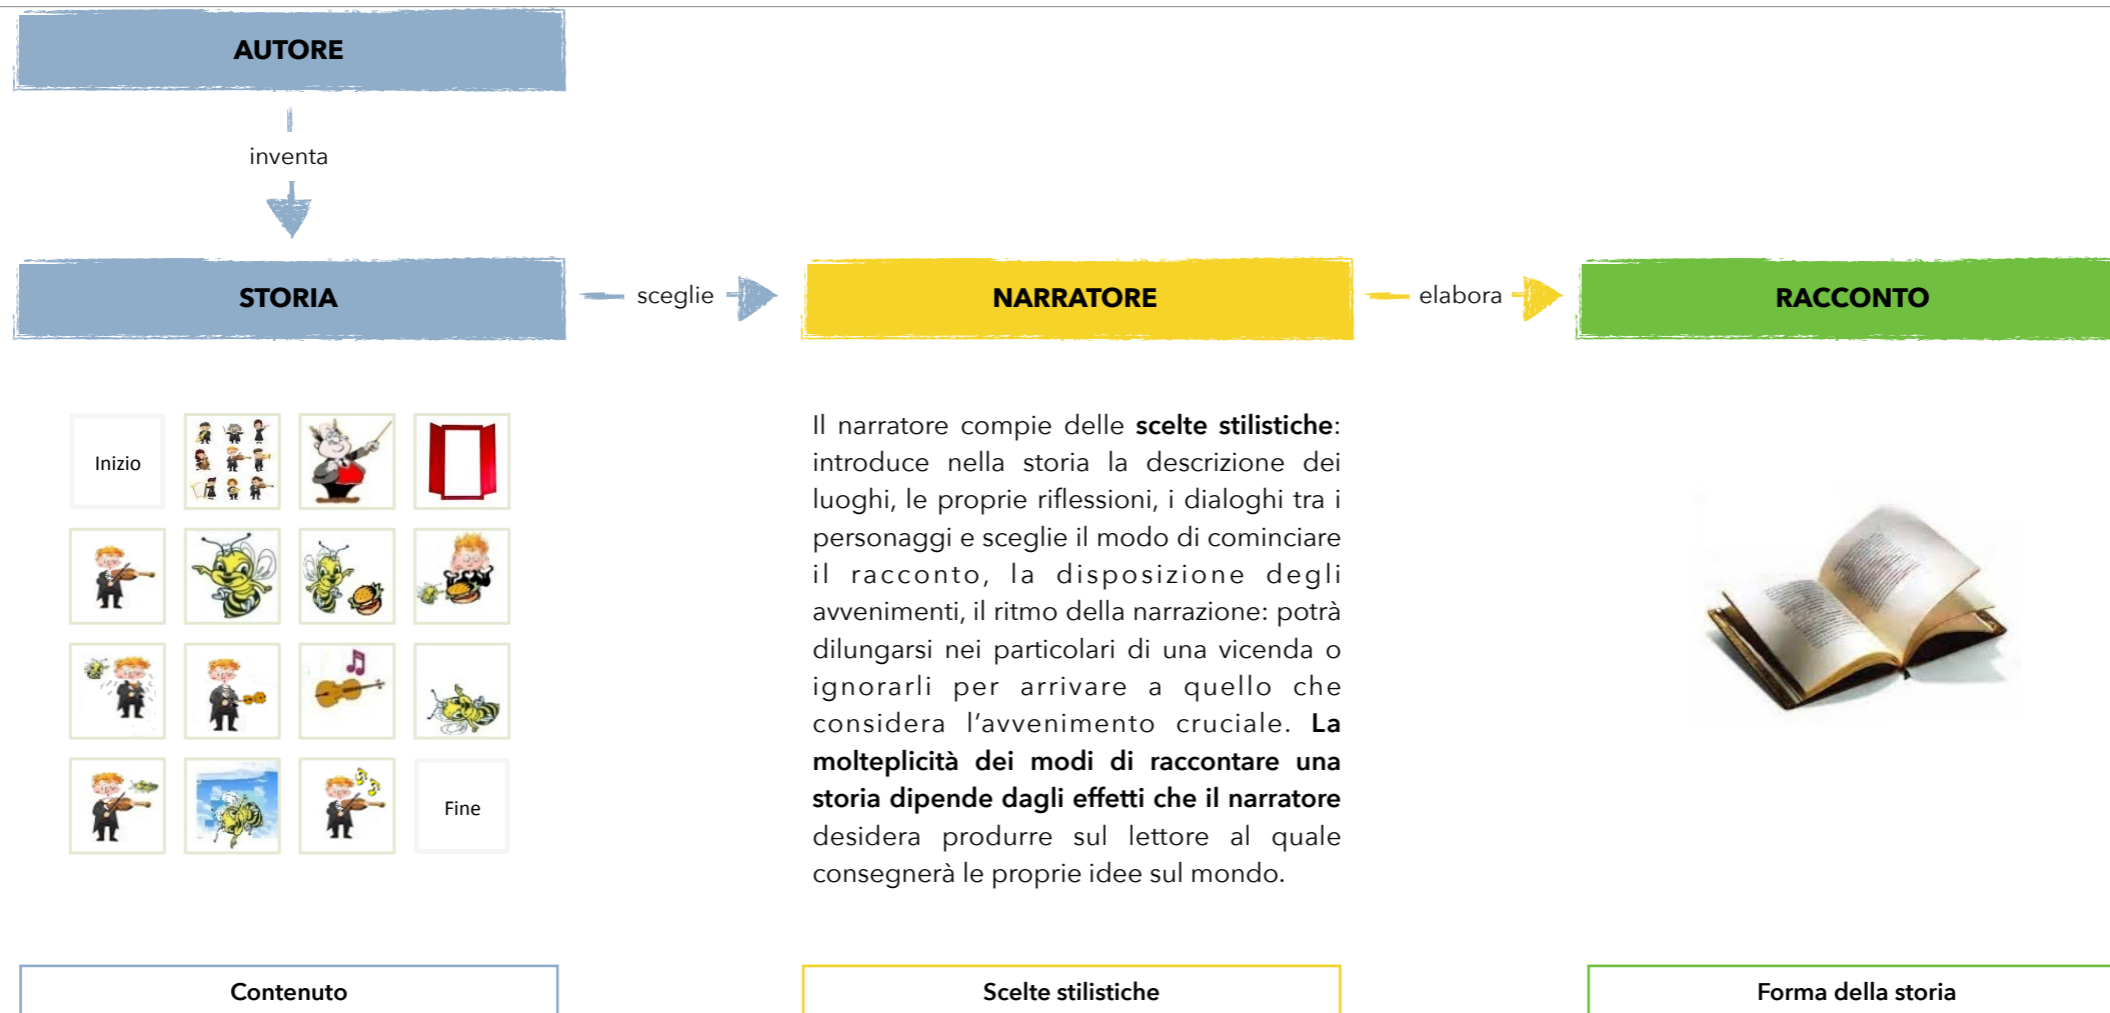 AUTORE
inventa
STORIA
sceglie
NARRATORE
elabora
RACCONTO
Inizio
Fine
Il narratore compie delle scelte stilistiche:
introduce nella storia la descrizione dei
luoghi, le proprie riflessioni, i dialoghi tra i
personaggi e sceglie il modo di cominciare
il racconto, la disposizione degli
avvenimenti, il ritmo della narrazione: potrà
dilungarsi nei particolari di una vicenda o
ignorarli per arrivare a quello che
considera l’avvenimento cruciale. La
molteplicità dei modi di raccontare una
storia dipende dagli effetti che il narratore
desidera produrre sul lettore al quale
consegnerà le proprie idee sul mondo.
Contenuto
Scelte stilistiche
Forma della storia